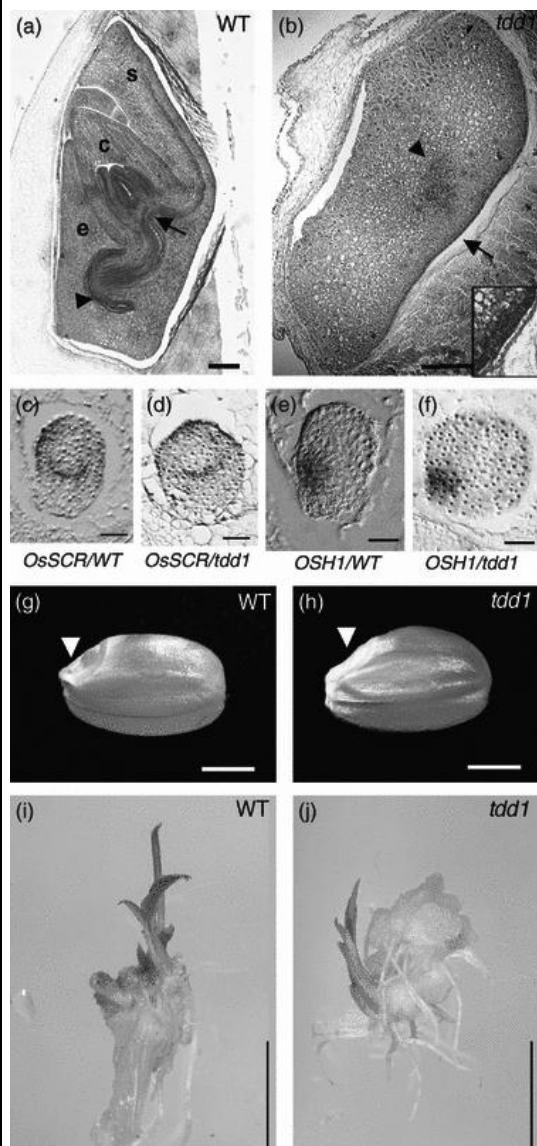 (a) WT
s
c
e
(b) tdd1
(c)
(d)
(e)
(f)
OsSCR/WT
OsSCR/tdd1
OSH1/WT
OSH1/tdd1
(g) WT
(h) tdd1
(i) WT
(j) tdd1